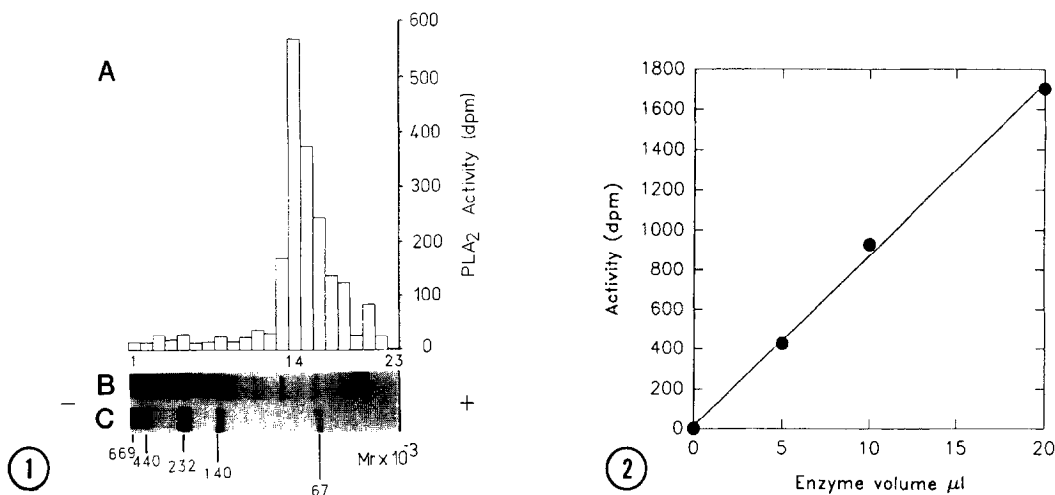 A
600
500
400
300
200
100
0
PLA2 Activity (dpm)
1 14 23
B
C
− +
669 440 232 140 67 Mr x 10-3
1
1800
1600
1400
1200
1000
800
600
400
200
0
Activity (dpm)
0 5 10 15 20
Enzyme volume µl
2